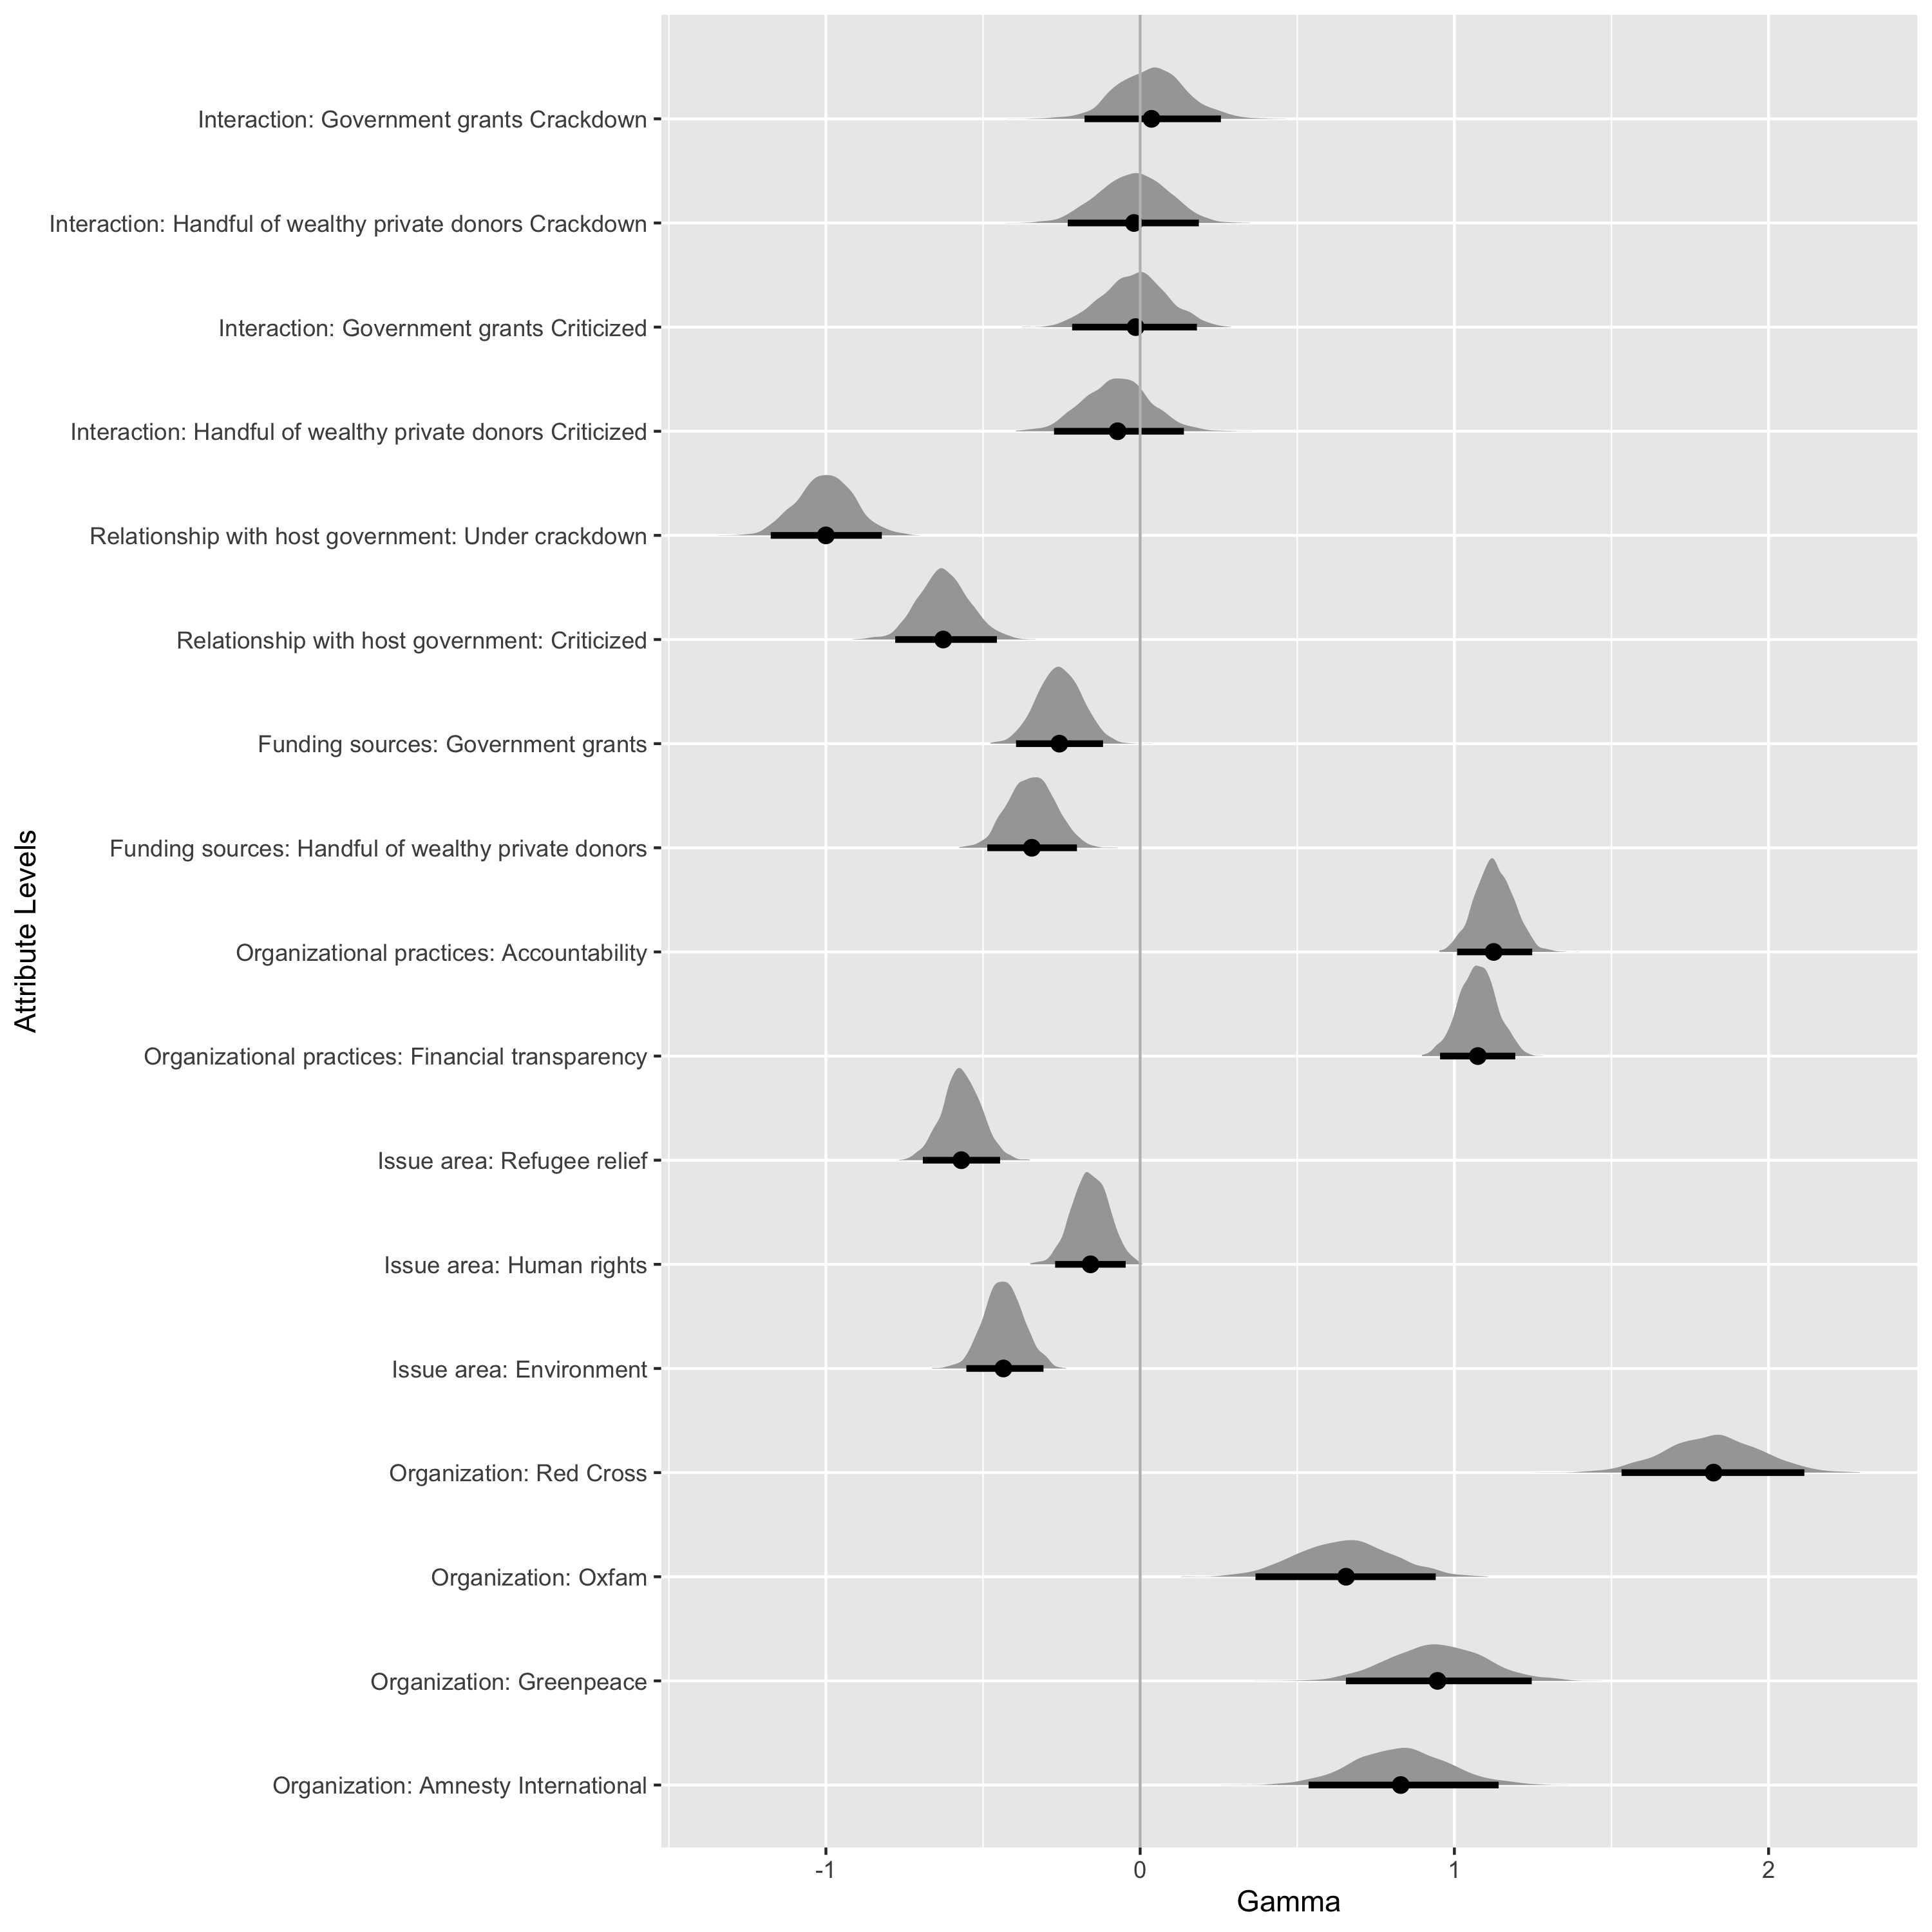 Interaction: Government grants Crackdown
Interaction: Handful of wealthy private donors Crackdown
Interaction: Government grants Criticized
Interaction: Handful of wealthy private donors Criticized
Relationship with host government: Under crackdown
Relationship with host government: Criticized
Funding sources: Government grants
Funding sources: Handful of wealthy private donors
Organizational practices: Accountability
Organizational practices: Financial transparency
Issue area: Refugee relief
Issue area: Human rights
Issue area: Environment
Organization: Red Cross
Organization: Oxfam
Organization: Greenpeace
Organization: Amnesty International
Attribute Levels
-1 0 1 2
Gamma